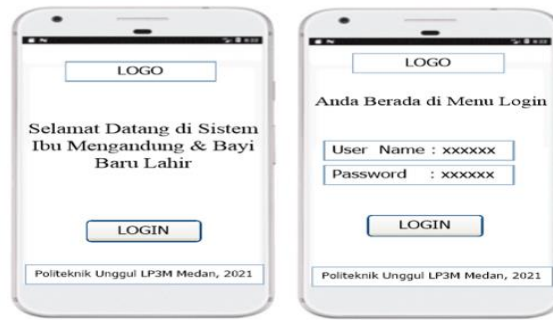 LOGO
Selamat Datang di Sistem
Ibu Mengandung & Bayi
Baru Lahir
LOGIN
Politeknik Unggul LP3M Medan, 2021
LOGO
Anda Berada di Menu Login
User Name : xxxxxx
Password : xxxxxx
LOGIN
Politeknik Unggul LP3M Medan, 2021